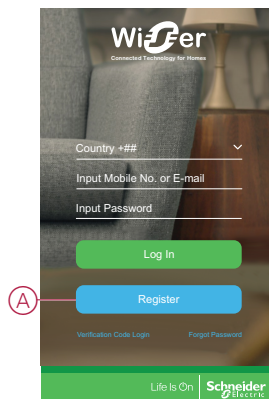 Wiser
Connected Technology for Homes
Country +##
Input Mobile No. or E-mail
Input Password
Log In
A
Register
Verification Code Login Forgot Password
Life Is On Schneider
Electric